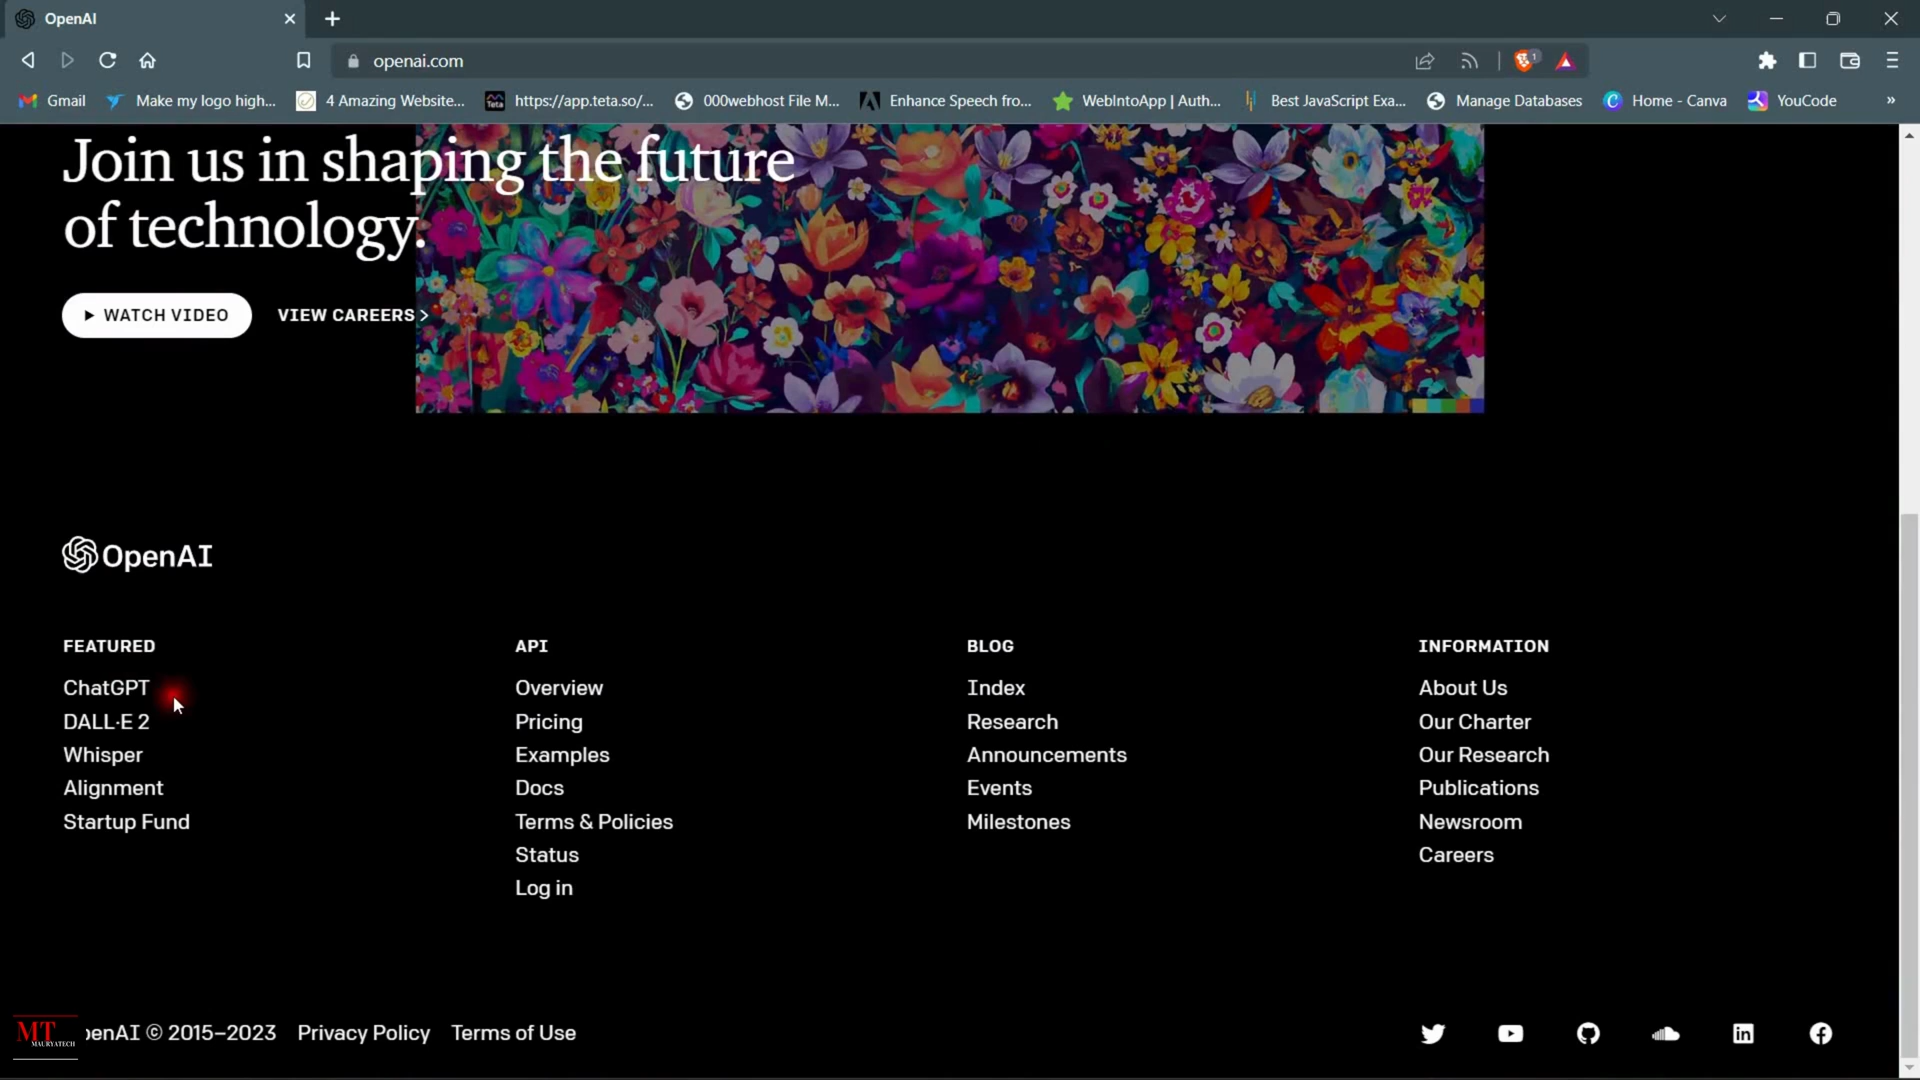 OpenAI
openai.com
1
Gmail
Make my logo high...
4 Amazing Website...
Teta
https://app.teta.so/...
000webhost File M...
Enhance Speech fro...
WebIntoApp | Auth...
Best JavaScript Exa...
Manage Databases
Home - Canva
YouCode
»
Join us in shaping the future
of technology.
WATCH VIDEO
VIEW CAREERS >
OpenAI
FEATURED
ChatGPT
DALL·E 2
Whisper
Alignment
Startup Fund
API
Overview
Pricing
Examples
Docs
Terms & Policies
Status
Log in
BLOG
Index
Research
Announcements
Events
Milestones
INFORMATION
About Us
Our Charter
Our Research
Publications
Newsroom
Careers
MT
MAURYATECH
penAI © 2015–2023
Privacy Policy
Terms of Use